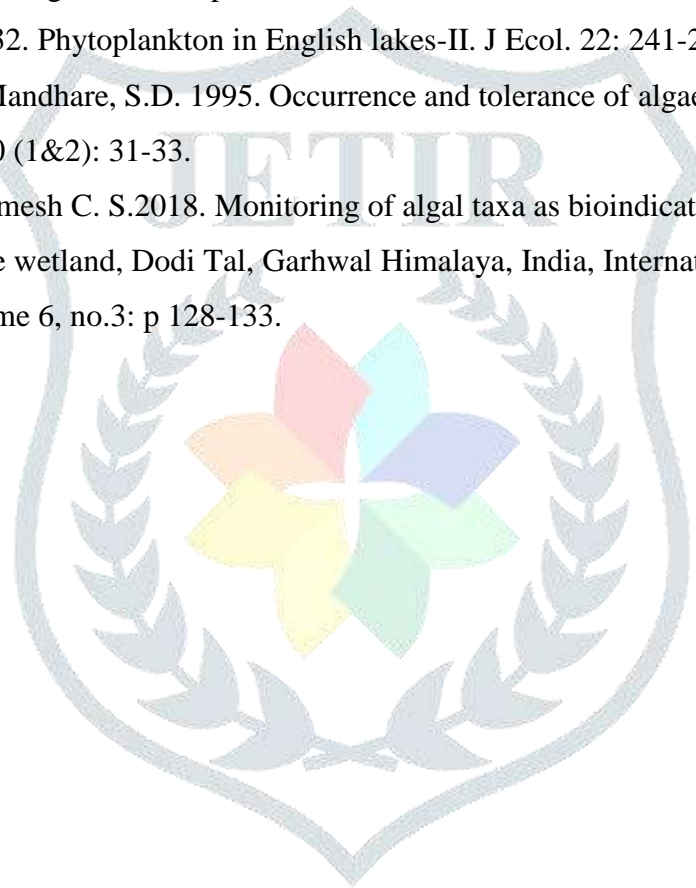 32. Phytoplankton in English lakes-II. J Ecol. 22: 241-2
Mandhare, S.D. 1995. Occurrence and tolerance of algae
0 (1&2): 31-33.
mesh C. S.2018. Monitoring of algal taxa as bioindicat
e wetland, Dodi Tal, Garhwal Himalaya, India, Internat
me 6, no.3: p 128-133.
JETIR